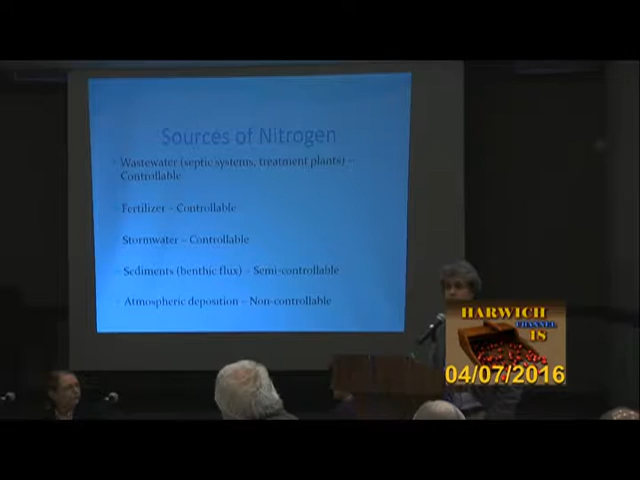 Sources of Nitrogen
Wastewater (septic systems, treatment plants) –
Controllable
Fertilizer – Controllable
Stormwater – Controllable
Sediments (benthic flux) – Semi-controllable
Atmospheric deposition – Non-controllable
HARWICH
CHANNEL
18
04/07/2016